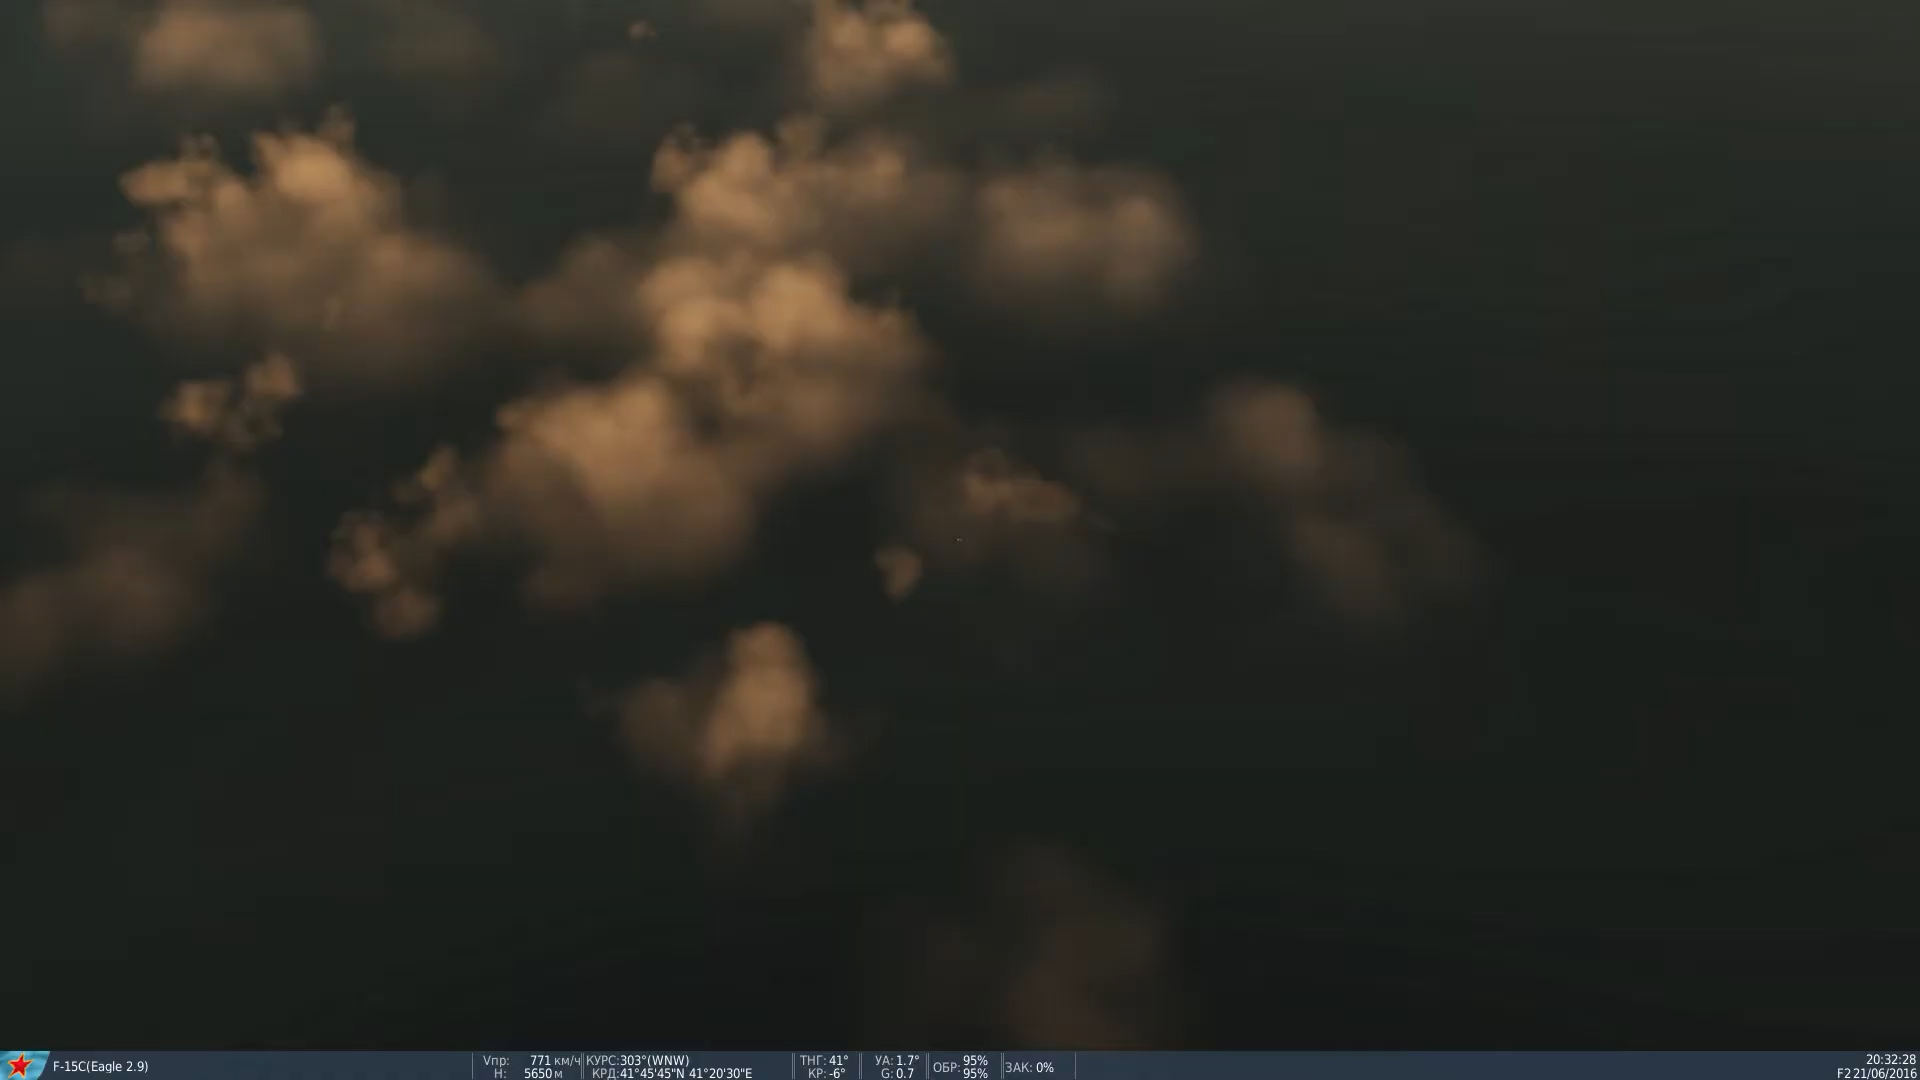 F-15C(Eagle 2.9)
Vпр: 771 км/ч КУРС:303°(WNW) ТНГ: 41° УА: 1.7° ОБР: 95% ЗАК: 0% 20:32:28
Н: 5650 м КРД:41°45'45"N 41°20'30"E КР: -6° G: 0.7 95% F2 21/06/2016